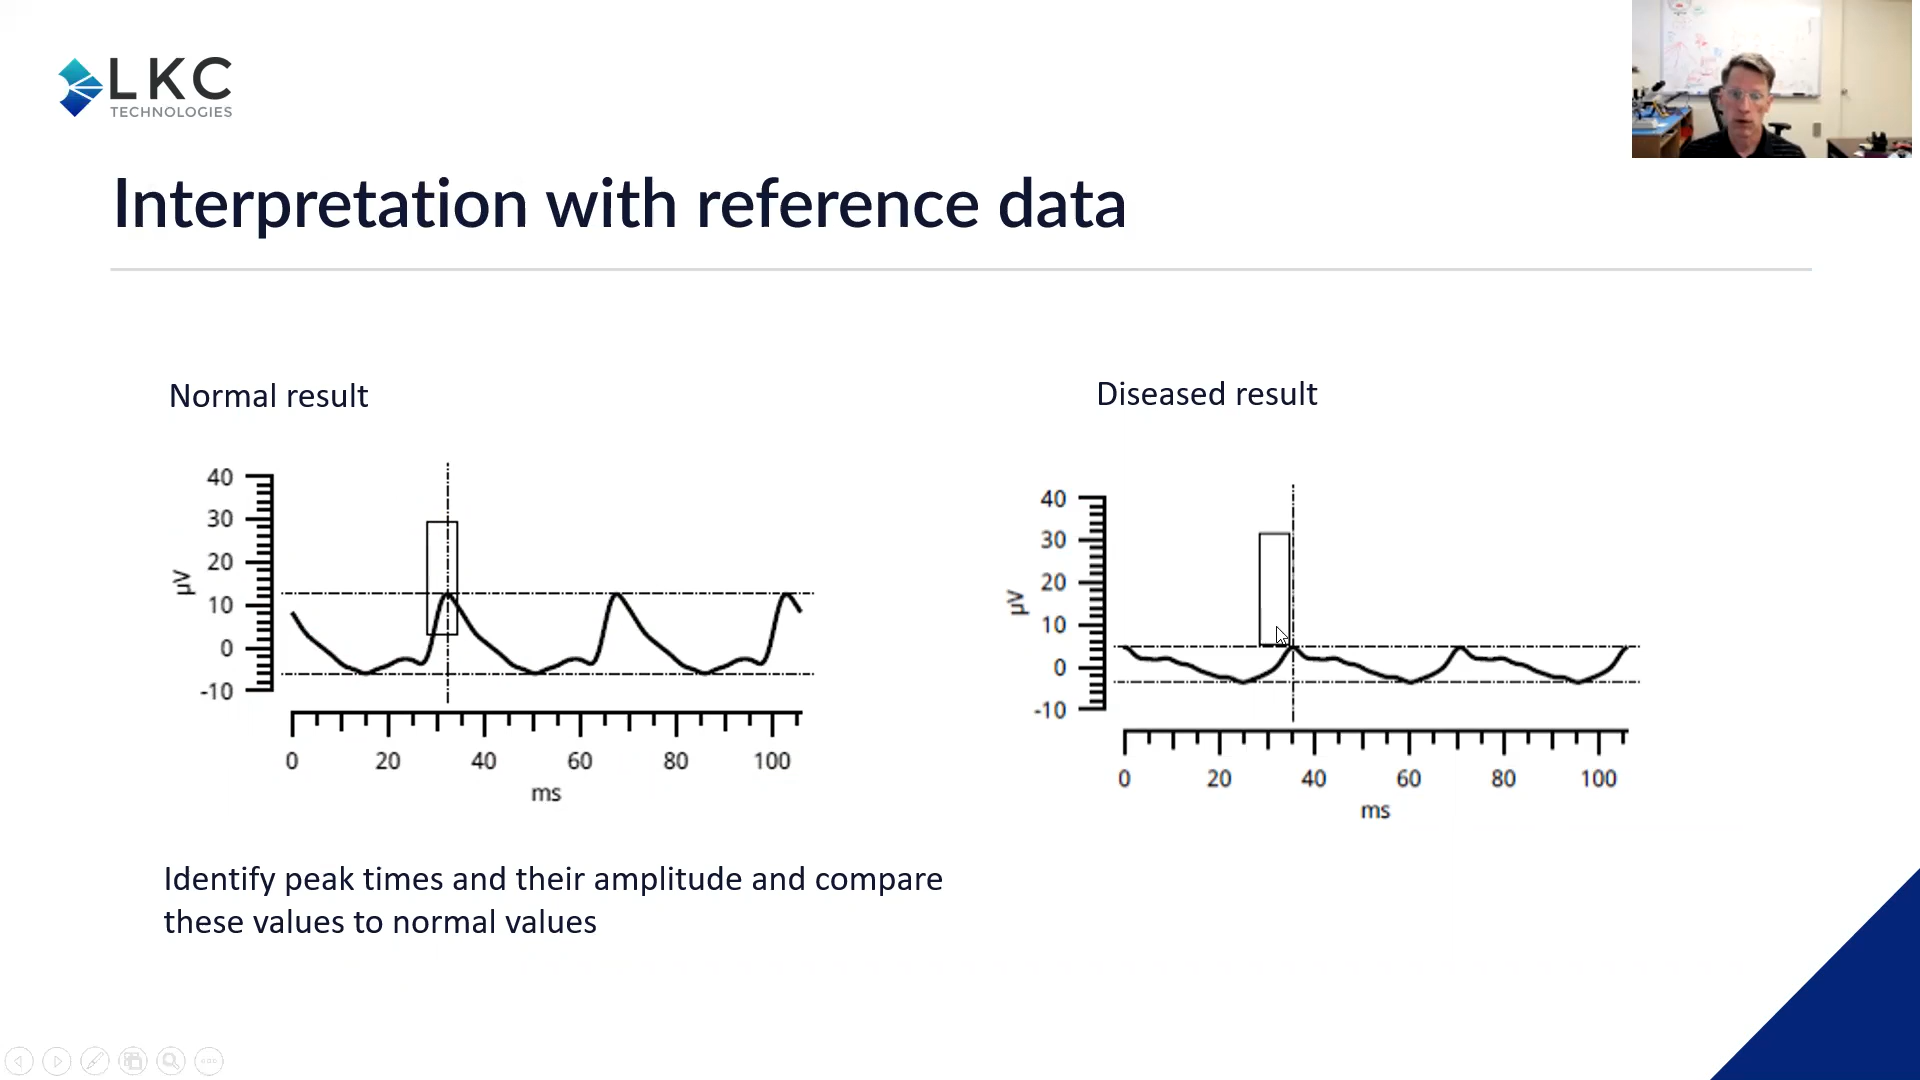 LKC
TECHNOLOGIES
Interpretation with reference data
Normal result
Diseased result
40
30
20
10
0
-10
µV
0 20 40 60 80 100
ms
40
30
20
10
0
-10
µV
0 20 40 60 80 100
ms
Identify peak times and their amplitude and compare
these values to normal values